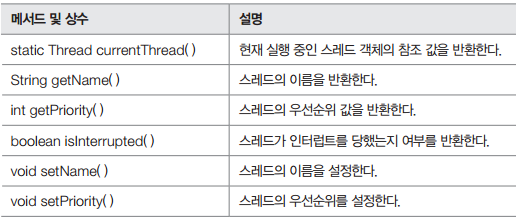 메서드 및 상수 설명
static Thread currentThread( ) 현재 실행 중인 스레드 객체의 참조 값을 반환한다.
String getName( ) 스레드의 이름을 반환한다.
int getPriority( ) 스레드의 우선순위 값을 반환한다.
boolean isInterrupted( ) 스레드가 인터럽트를 당했는지 여부를 반환한다.
void setName( ) 스레드의 이름을 설정한다.
void setPriority( ) 스레드의 우선순위를 설정한다.